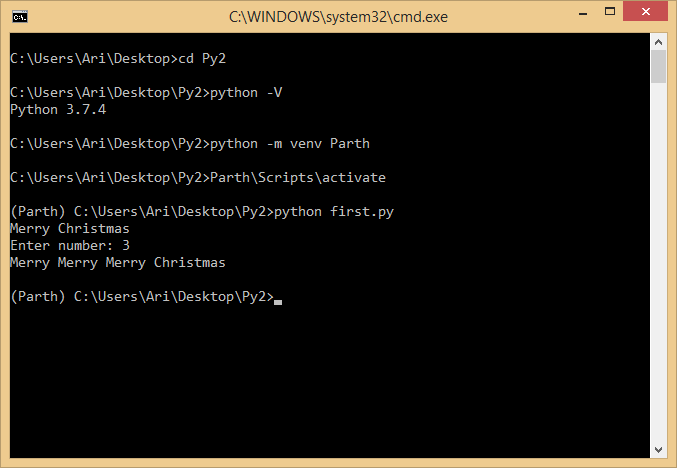 C:\WINDOWS\system32\cmd.exe
C:\Users\Ari\Desktop>cd Py2
C:\Users\Ari\Desktop\Py2>python -V
Python 3.7.4
C:\Users\Ari\Desktop\Py2>python -m venv Parth
C:\Users\Ari\Desktop\Py2>Parth\Scripts\activate
(Parth) C:\Users\Ari\Desktop\Py2>python first.py
Merry Christmas
Enter number: 3
Merry Merry Merry Christmas
(Parth) C:\Users\Ari\Desktop\Py2>